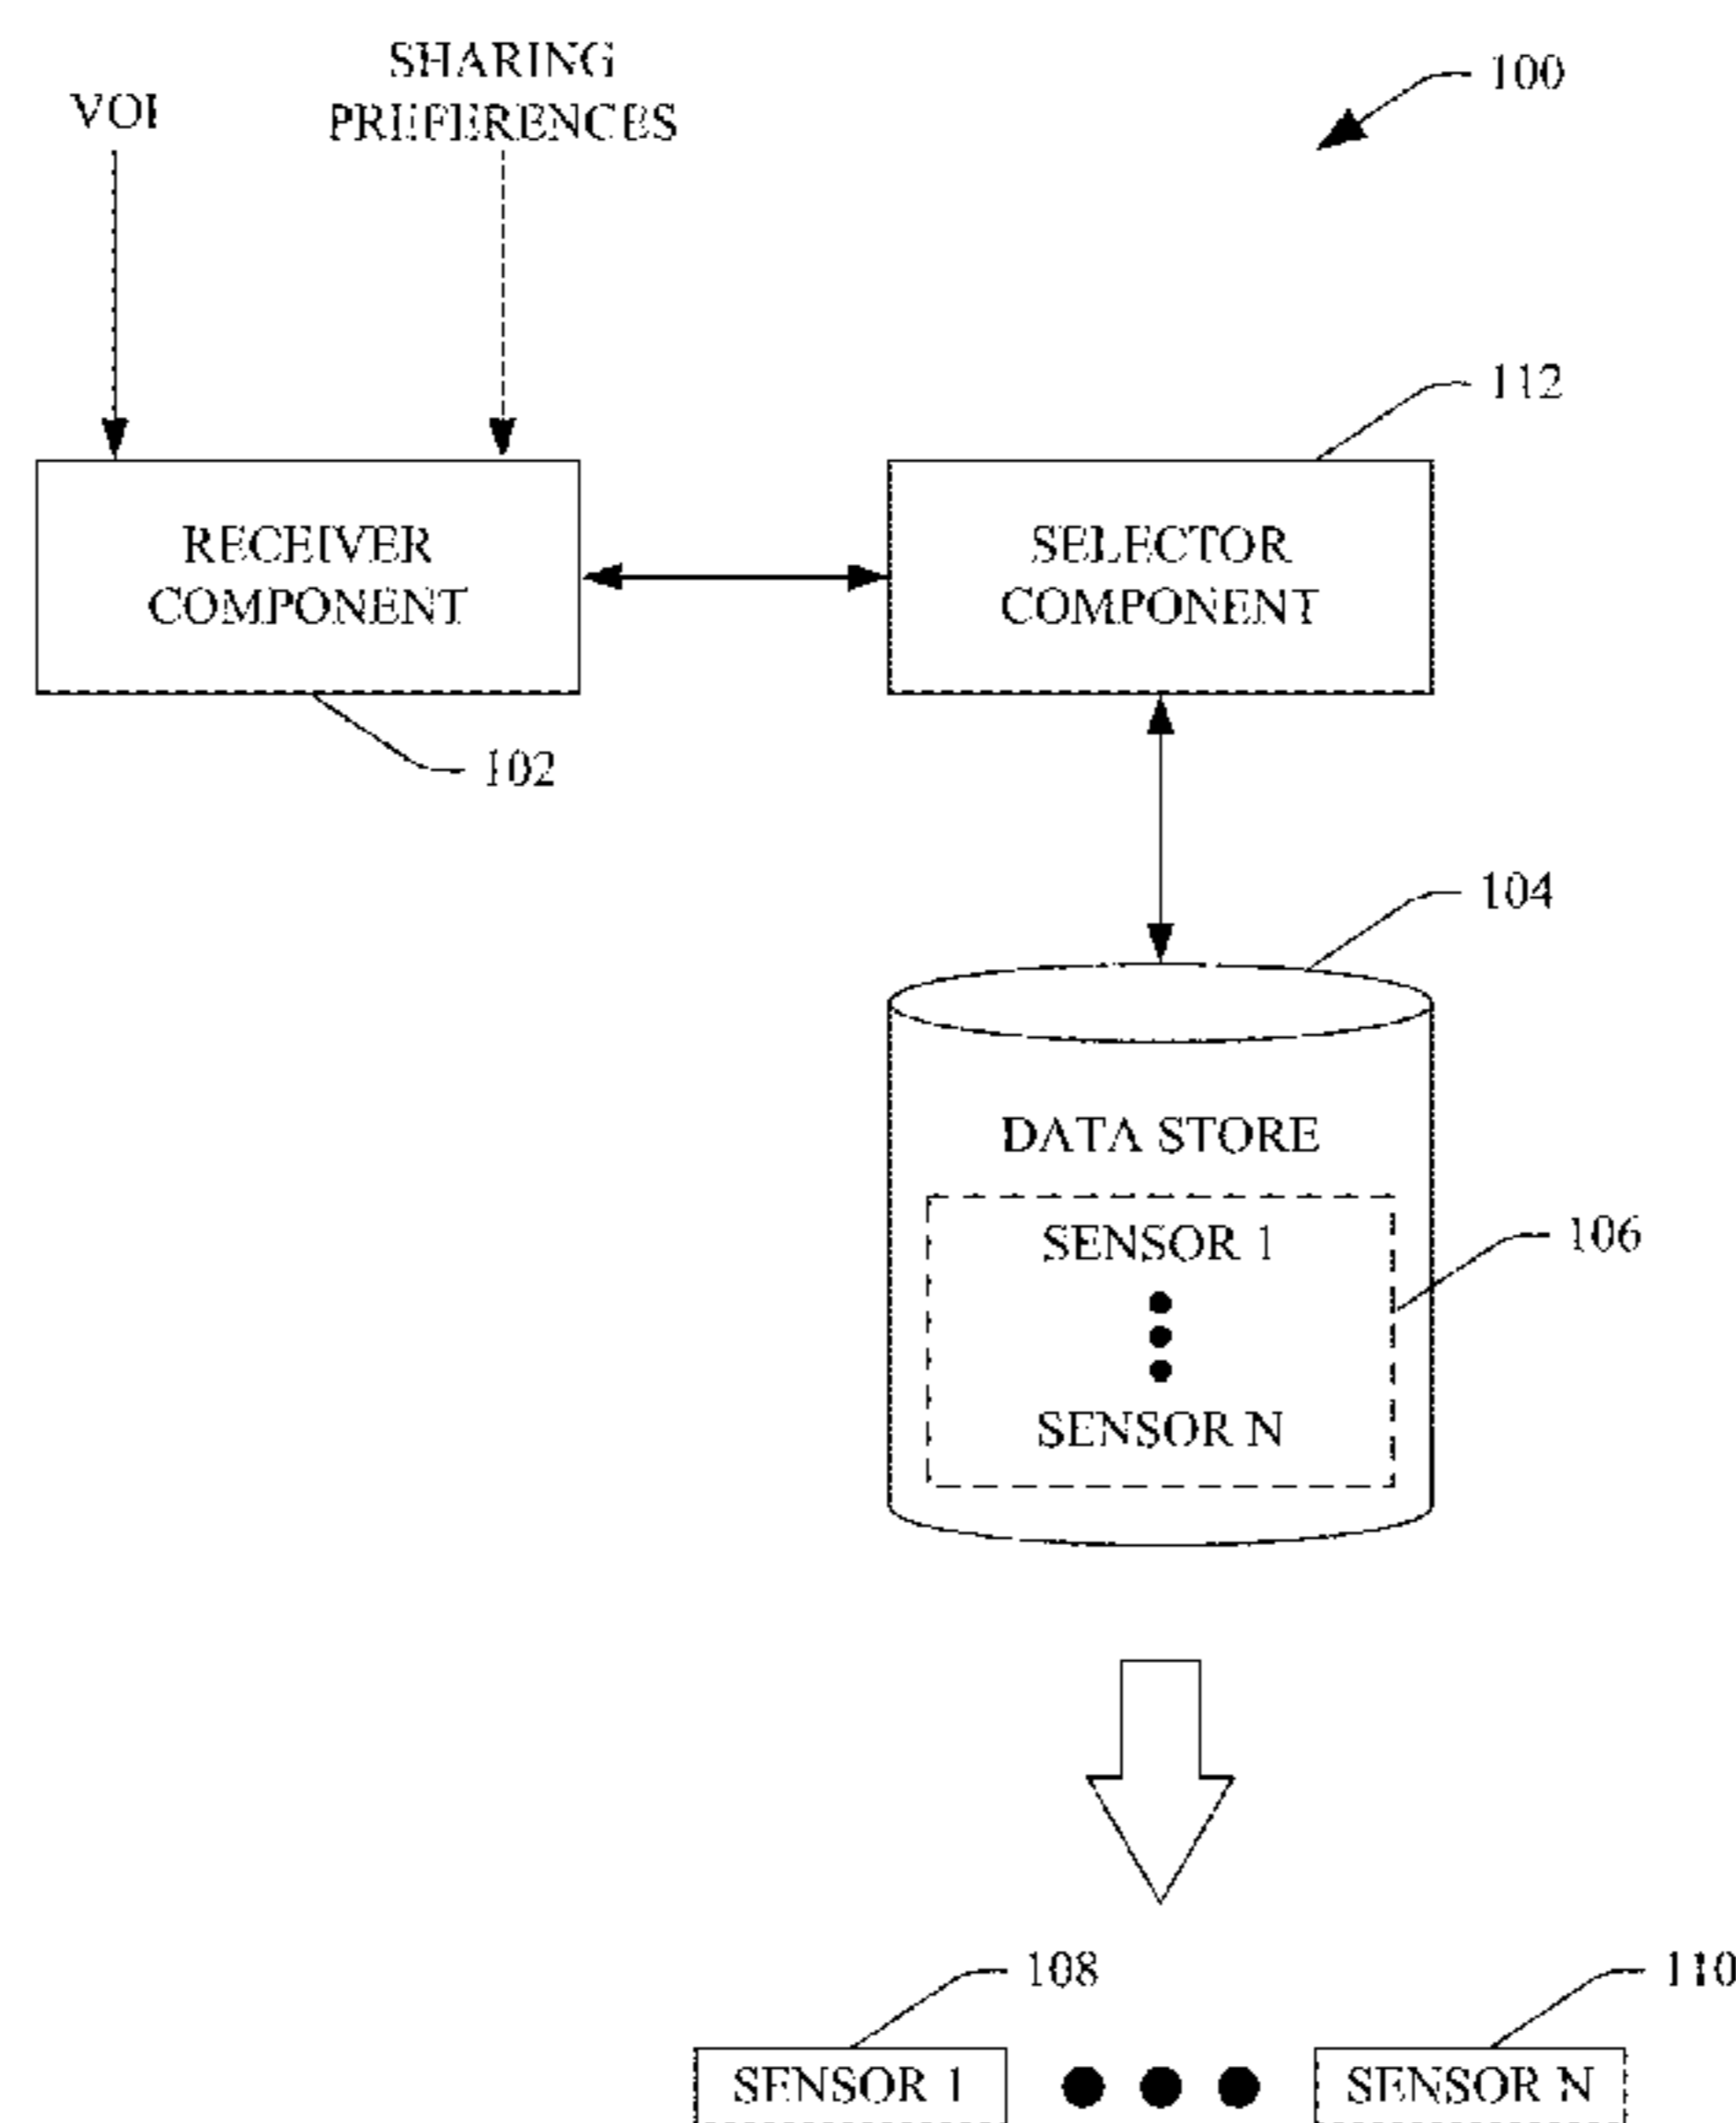 VOI
SHARING
PREFERENCES
100
112
RECEIVER
COMPONENT
SELECTOR
COMPONENT
102
104
DATA STORE
SENSOR 1
106
SENSOR N
108
110
SENSOR 1
SENSOR N